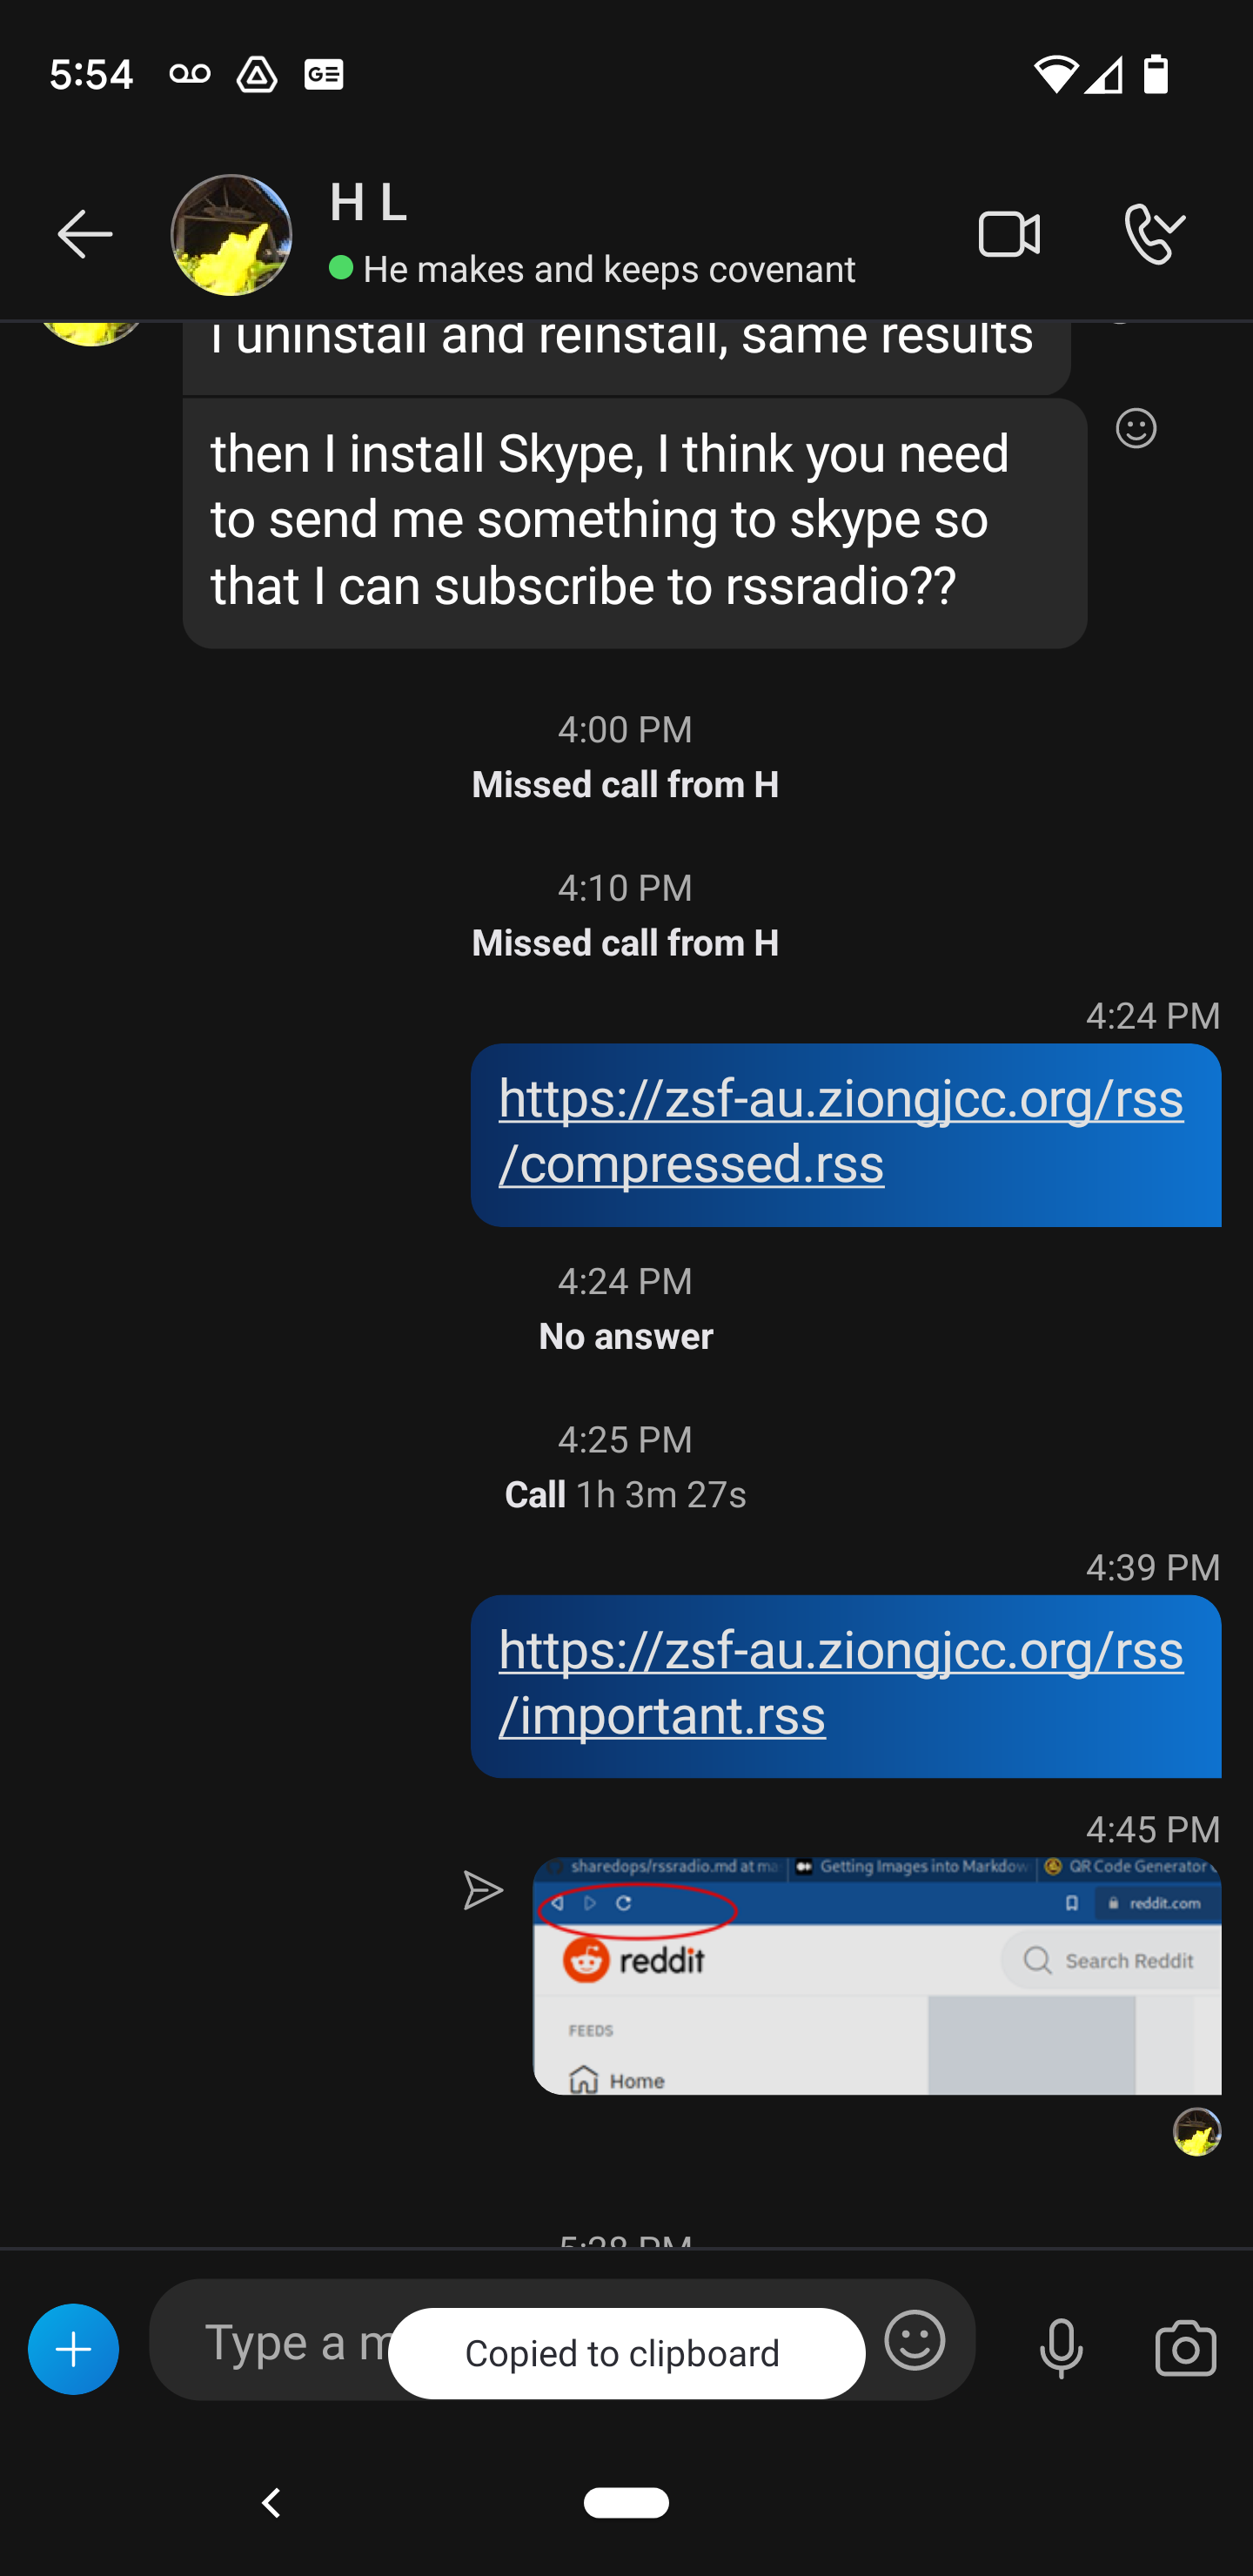 5:54
GE
H L
He makes and keeps covenant
i uninstall and reinstall, same results
then I install Skype, I think you need
to send me something to skype so
that I can subscribe to rssradio??
4:00 PM
Missed call from H
4:10 PM
Missed call from H
4:24 PM
https://zsf-au.ziongjcc.org/rss
/compressed.rss
4:24 PM
No answer
4:25 PM
Call 1h 3m 27s
4:39 PM
https://zsf-au.ziongjcc.org/rss
/important.rss
4:45 PM
sharedops/rssradio.md at ma Getting Images into Markdow QR Code Generator
reddit.com
reddit
Search Reddit
FEEDS
Home
Type a m
Copied to clipboard